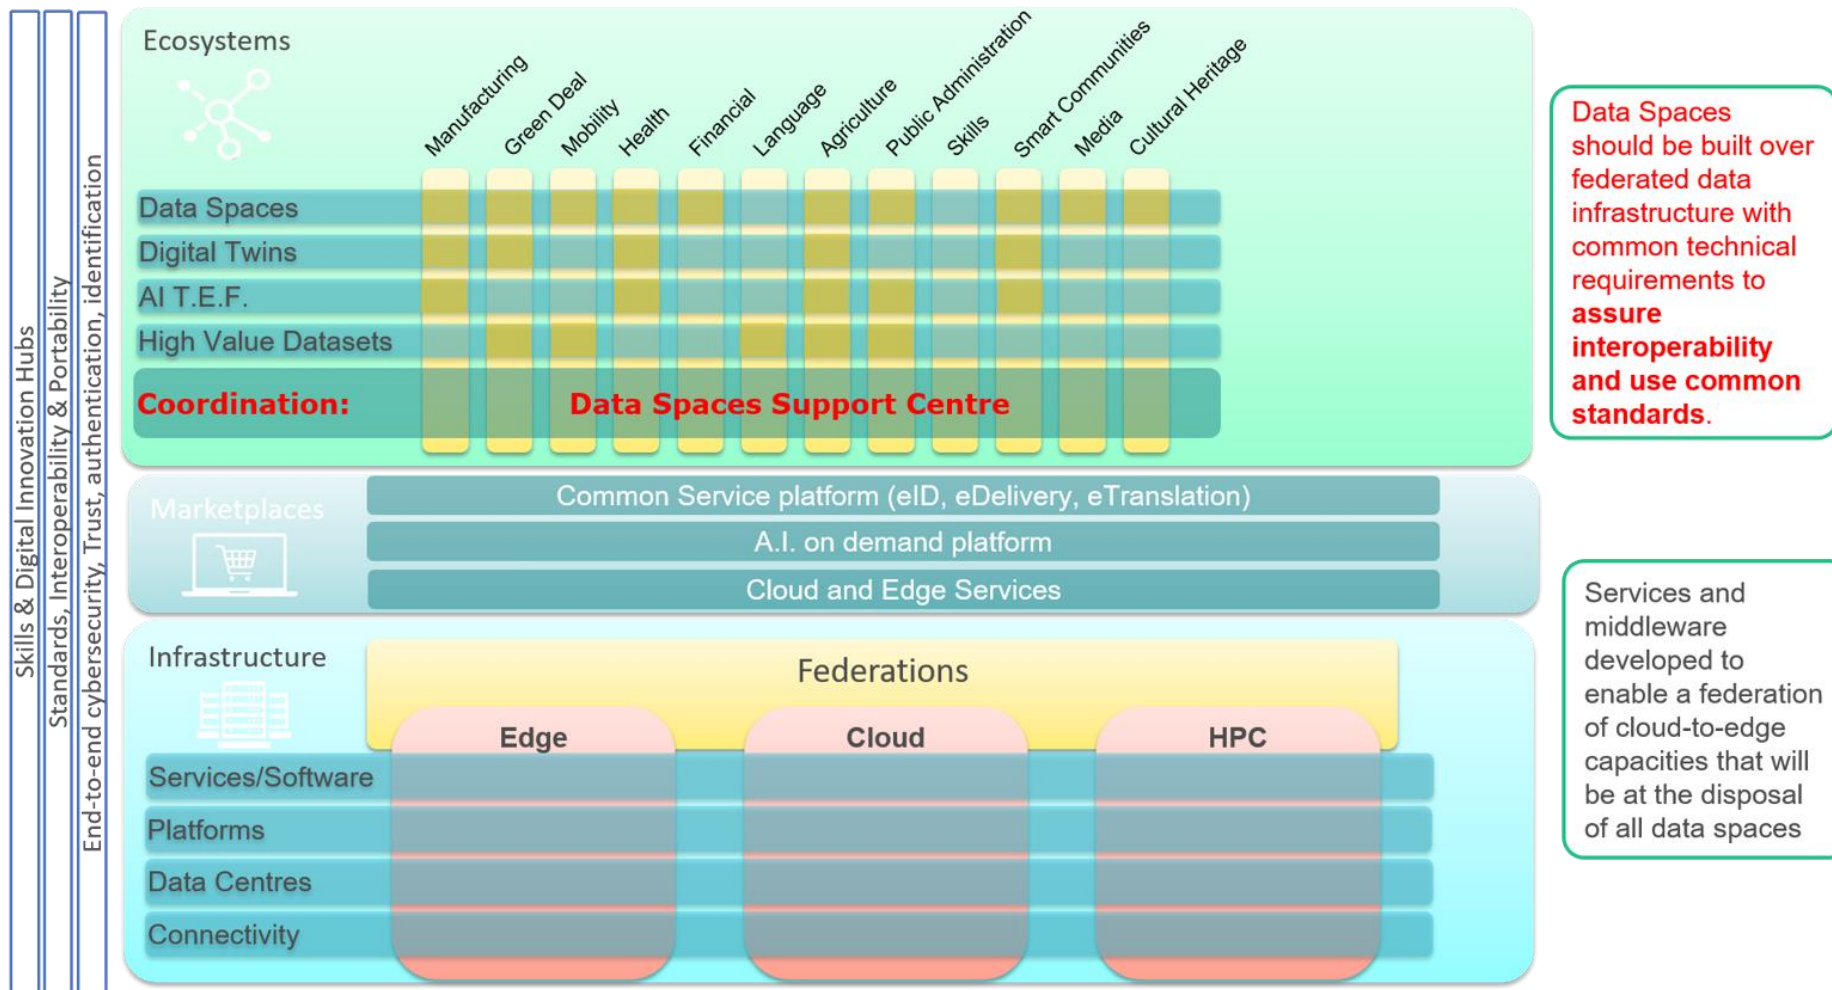 Skills & Digital Innovation Hubs
Standards, Interoperability & Portability
End-to-end cybersecurity, Trust, authentication, identification
Ecosystems
Manufacturing
Green Deal
Mobility
Health
Financial
Language
Agriculture
Public Administration
Skills
Smart Communities
Media
Cultural Heritage
Data Spaces
Digital Twins
AI T.E.F.
High Value Datasets
Coordination: Data Spaces Support Centre
Marketplaces
Common Service platform (eID, eDelivery, eTranslation)
A.I. on demand platform
Cloud and Edge Services
Infrastructure
Federations
Edge Cloud HPC
Services/Software
Platforms
Data Centres
Connectivity
Data Spaces
should be built over
federated data
infrastructure with
common technical
requirements to
assure
interoperability
and use common
standards.
Services and
middleware
developed to
enable a federation
of cloud-to-edge
capacities that will
be at the disposal
of all data spaces